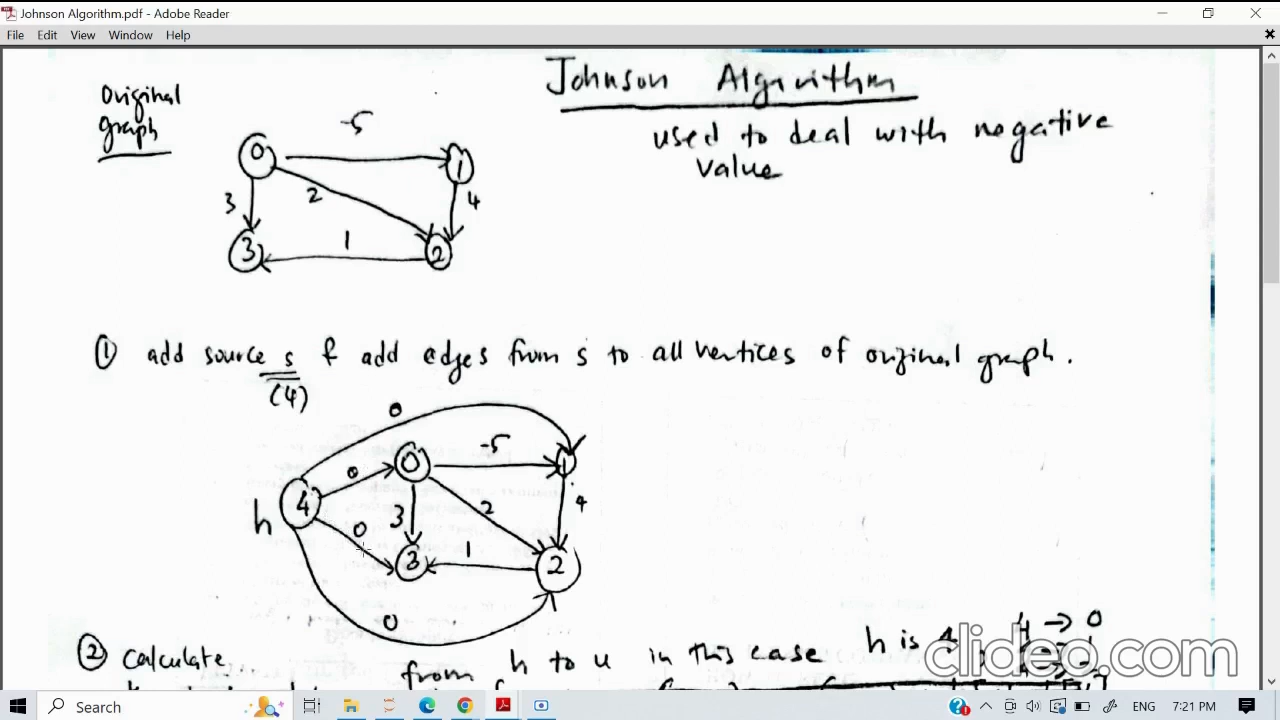 Johnson Algorithm.pdf - Adobe Reader
File Edit View Window Help
Original
graph
Johnson Algorithm
used to deal with negative
value
-5
0
1
3
2
4
1
3
2
① add source s & add edges from s to all vertices of original graph.
(4)
0
0
-5
0
1
4
h
0
3
2
4
3
1
2
0
② calculate
from h to u in this case h is 4
4 → 0
clideo.com
Search
ENG 7:21 PM